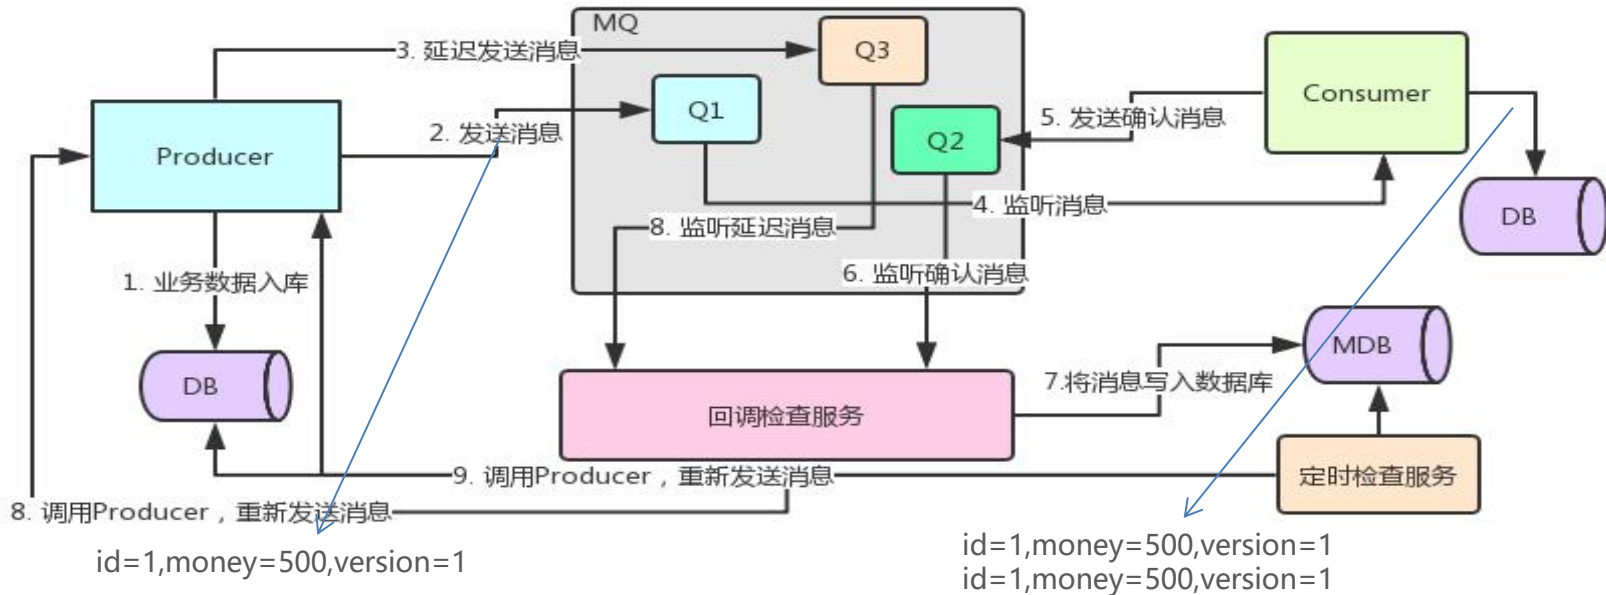 MQ
3. 延迟发送消息
Q3
Consumer
Q1
5. 发送确认消息
2. 发送消息
Q2
Producer
4. 监听消息
DB
8. 监听延迟消息
6. 监听确认消息
1. 业务数据入库
MDB
DB
7.将消息写入数据库
回调检查服务
9. 调用Producer，重新发送消息
定时检查服务
8. 调用Producer，重新发送消息
id=1,money=500,version=1
id=1,money=500,version=1
id=1,money=500,version=1